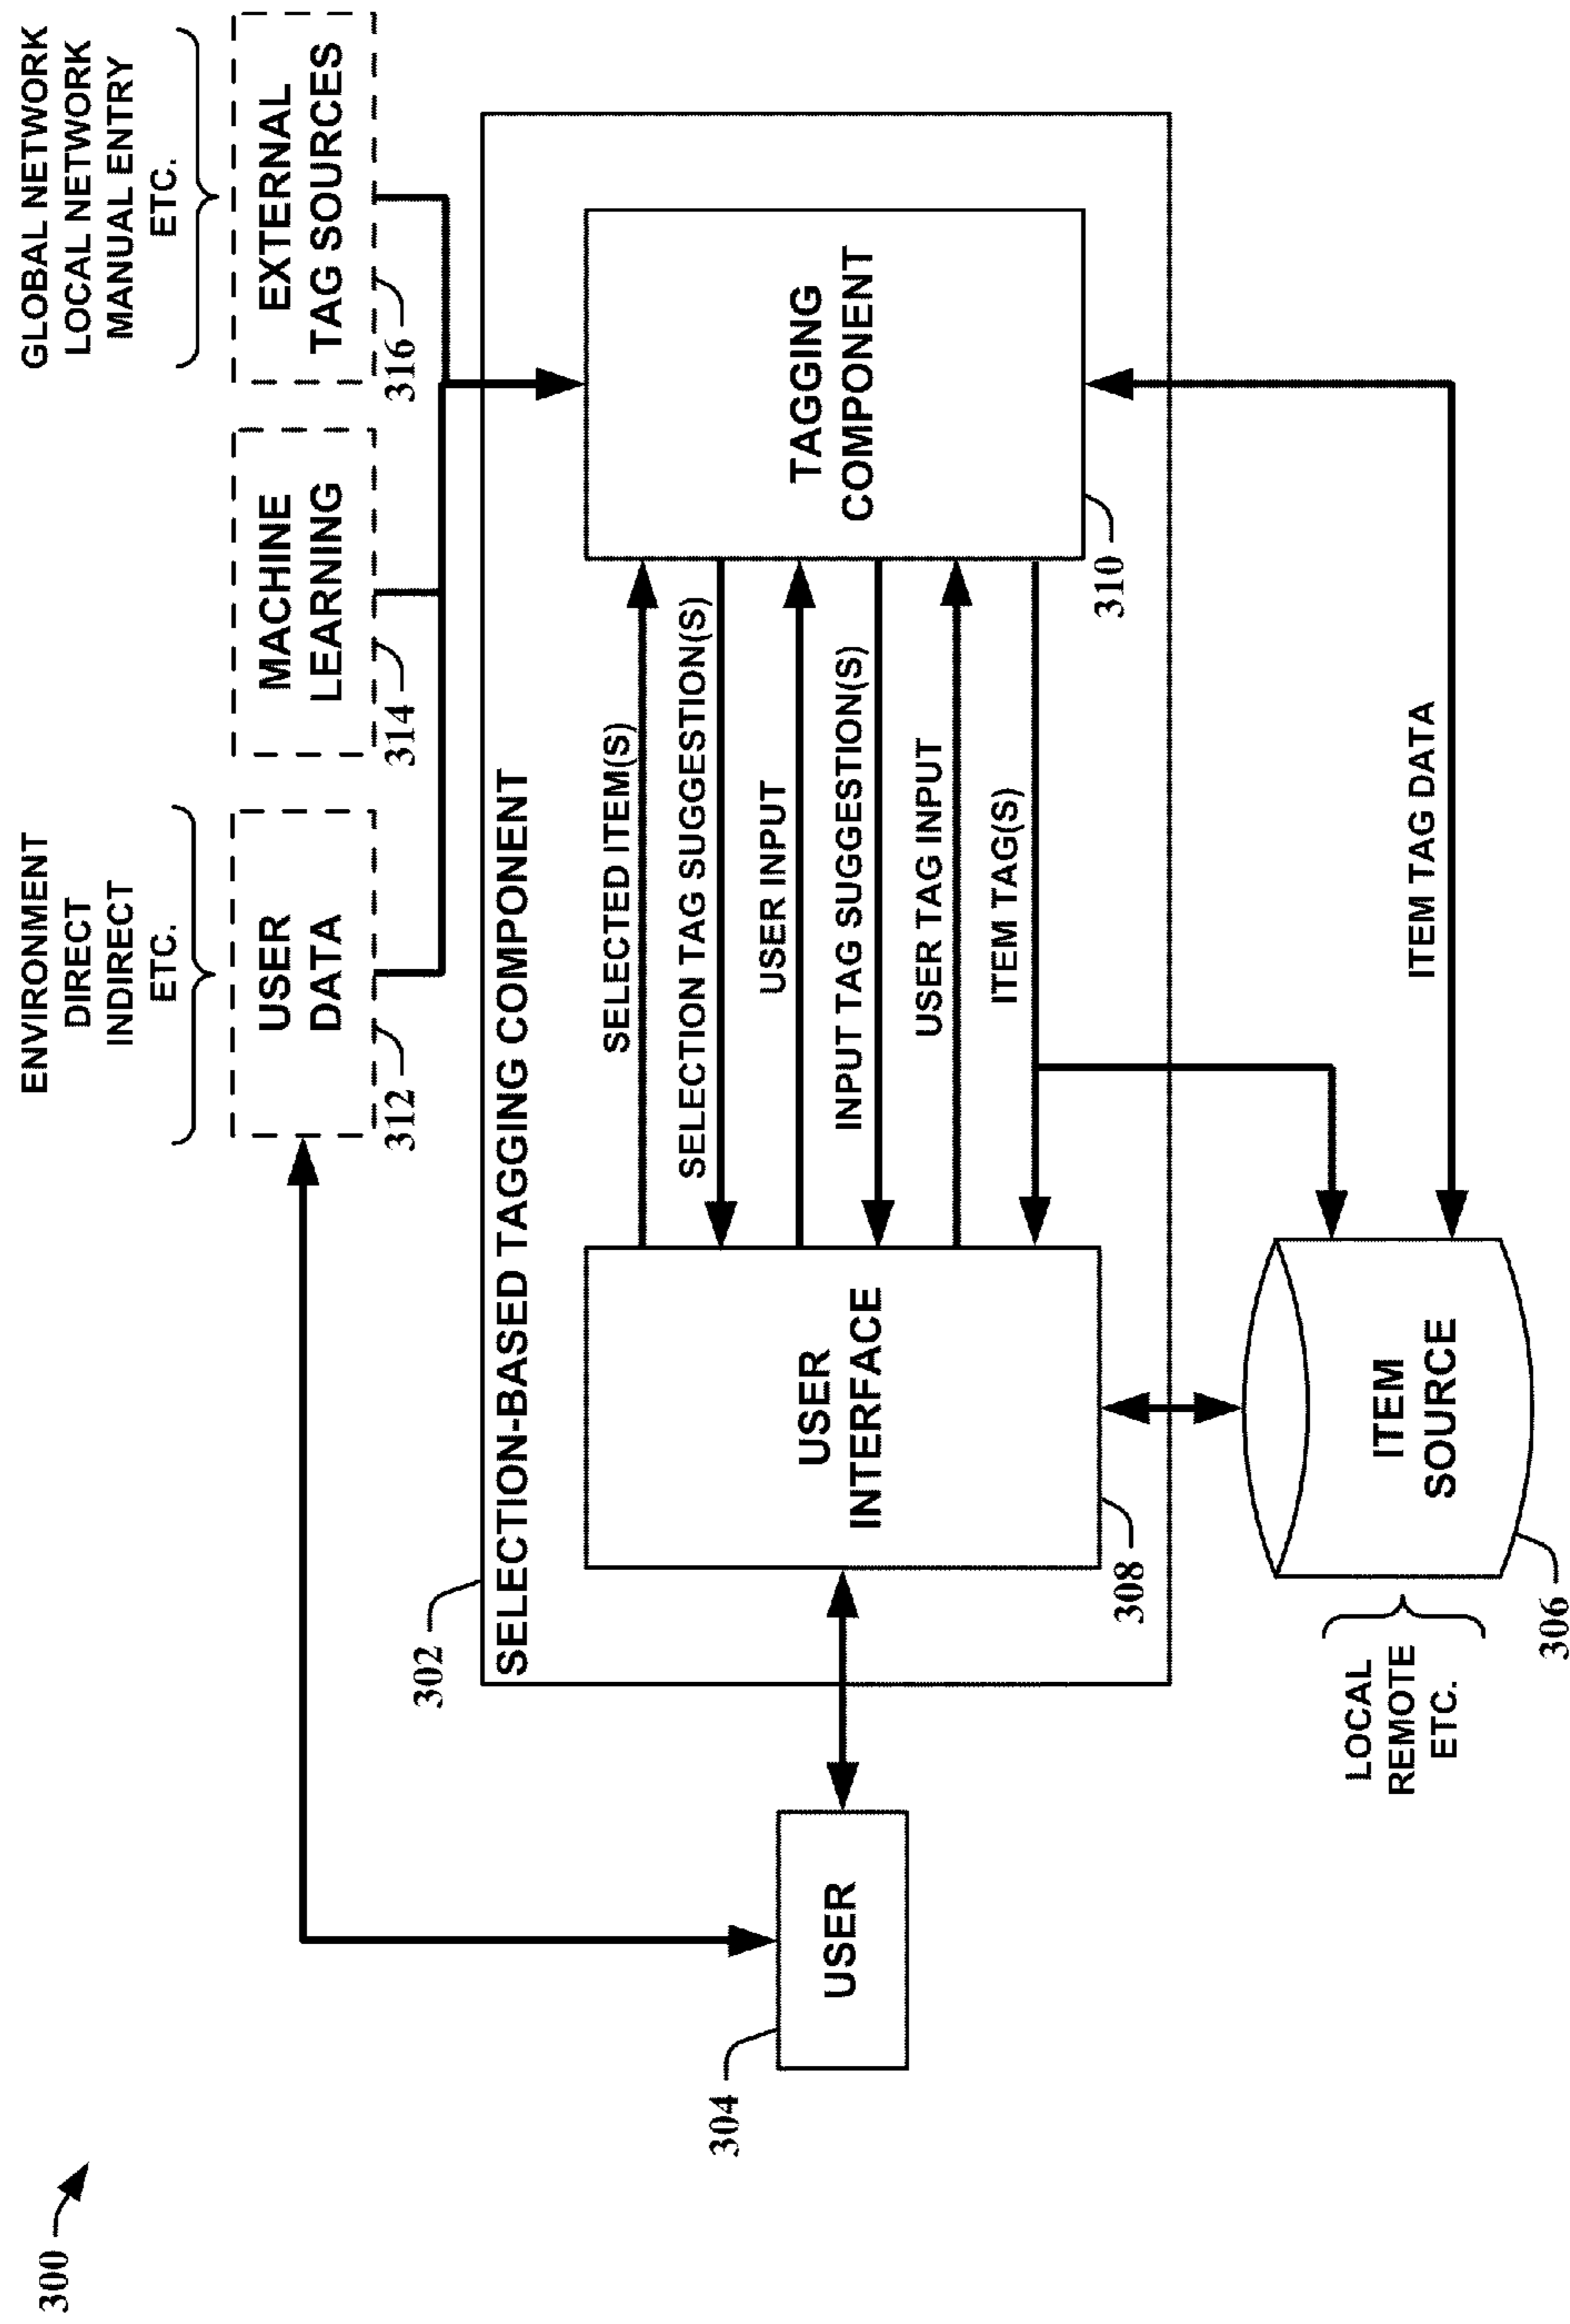 300
ENVIRONMENT
DIRECT
INDIRECT
ETC.
GLOBAL NETWORK
LOCAL NETWORK
MANUAL ENTRY
ETC.
USER
DATA
312
MACHINE
LEARNING
314
EXTERNAL
TAG SOURCES
316
302
SELECTION-BASED TAGGING COMPONENT
304
USER
USER
INTERFACE
308
SELECTED ITEM(S)
SELECTION TAG SUGGESTION(S)
USER INPUT
INPUT TAG SUGGESTION(S)
USER TAG INPUT
ITEM TAG(S)
TAGGING
COMPONENT
310
LOCAL
REMOTE
ETC.
ITEM
SOURCE
306
ITEM TAG DATA